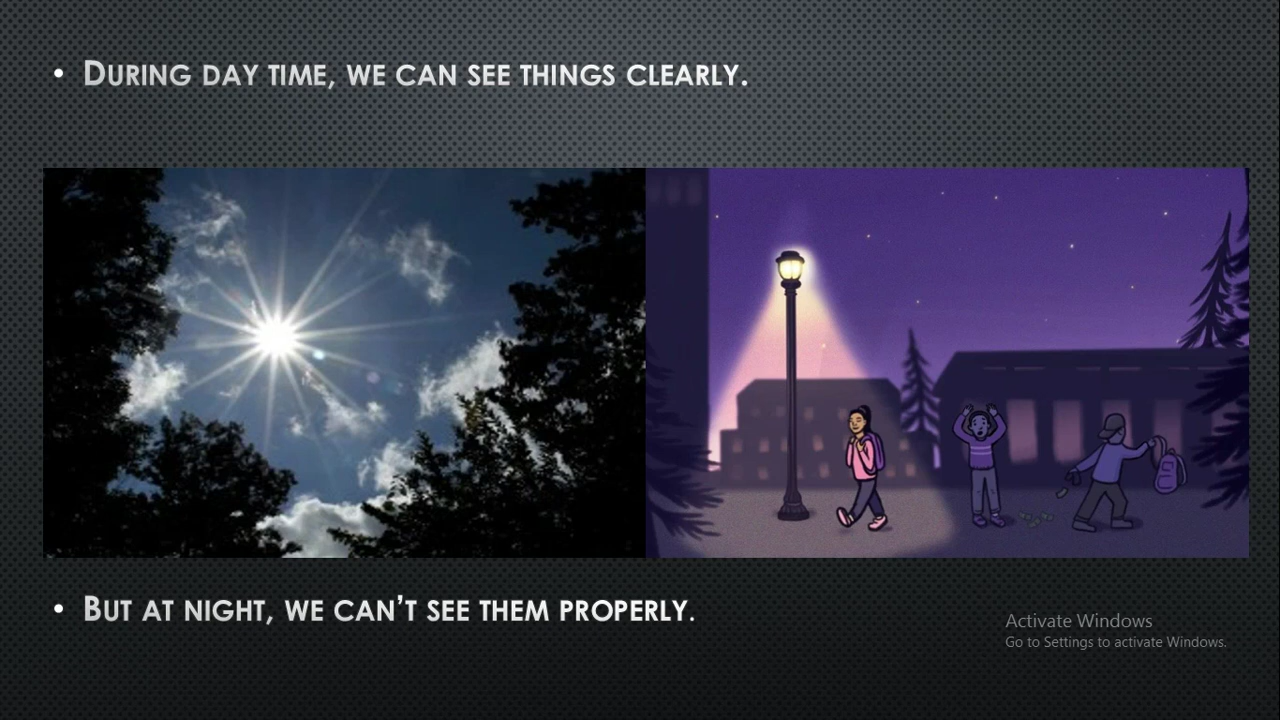 • During day time, we can see things clearly.
• But at night, we can't see them properly.
Activate Windows
Go to Settings to activate Windows.